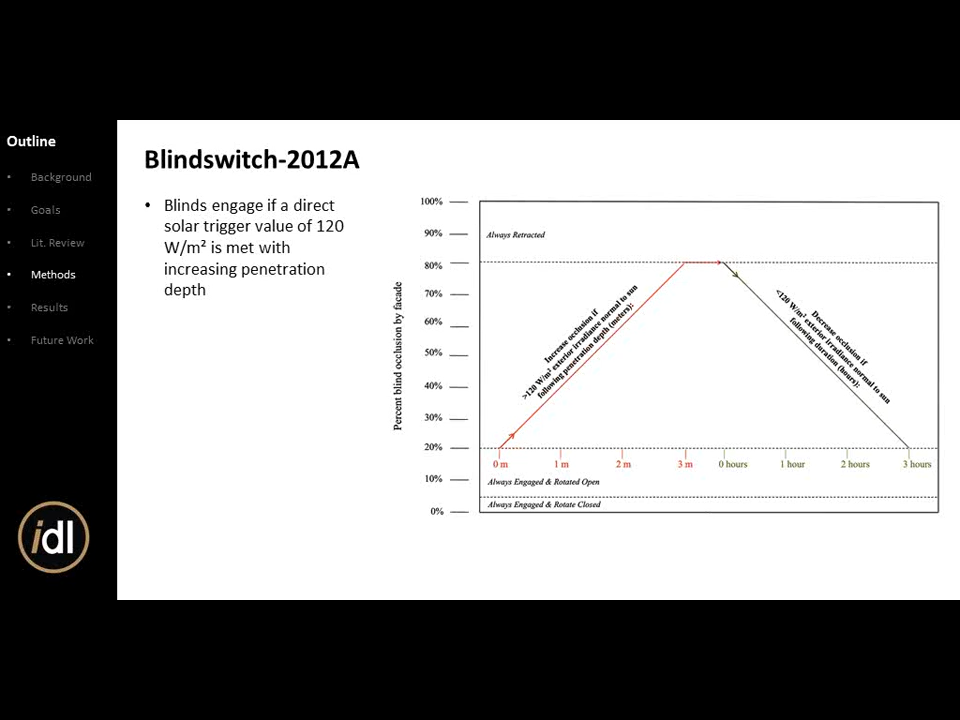 Outline
• Background
• Goals
• Lit. Review
• Methods
• Results
• Future Work
idl
Blindswitch-2012A
• Blinds engage if a direct
solar trigger value of 120
W/m² is met with
increasing penetration
depth
Percent blind occlusion by facade
100%
90%
80%
70%
60%
50%
40%
30%
20%
10%
0%
Always Retracted
Increase occlusion if
>120 W/m² exterior irradiance normal to sun
following penetration depth (meters):
Decrease occlusion if
<120 W/m² exterior irradiance normal to sun
following duration (hours):
0 m 1 m 2 m 3 m 0 hours 1 hour 2 hours 3 hours
Always Engaged & Rotated Open
Always Engaged & Rotate Closed